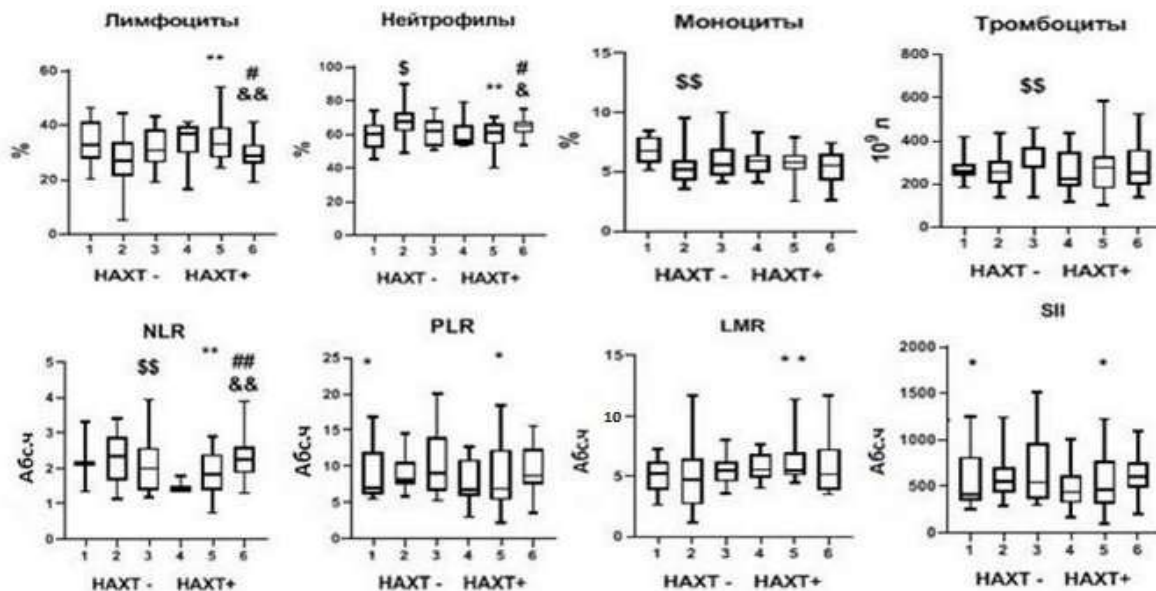 Лимфоциты
**
#
&&
60
40
20
0
%
1 2 3 4 5 6
НАХТ - НАХТ+
Нейтрофилы
$
**
#
&
100
80
60
40
20
0
%
1 2 3 4 5 6
НАХТ - НАХТ+
Моноциты
$$
15
10
5
0
%
1 2 3 4 5 6
НАХТ - НАХТ+
Тромбоциты
$$
800
600
400
200
0
10⁹ л
1 2 3 4 5 6
НАХТ - НАХТ+
NLR
$$
**
##
&&
5
4
3
2
1
0
Абс.ч
1 2 3 4 5 6
НАХТ - НАХТ+
PLR
* *
25
20
15
10
5
0
Абс.ч
1 2 3 4 5 6
НАХТ - НАХТ+
LMR
* *
15
10
5
0
Абс.ч
1 2 3 4 5 6
НАХТ - НАХТ+
SII
* *
2000
1500
1000
500
0
Абс.ч
1 2 3 4 5 6
НАХТ - НАХТ+